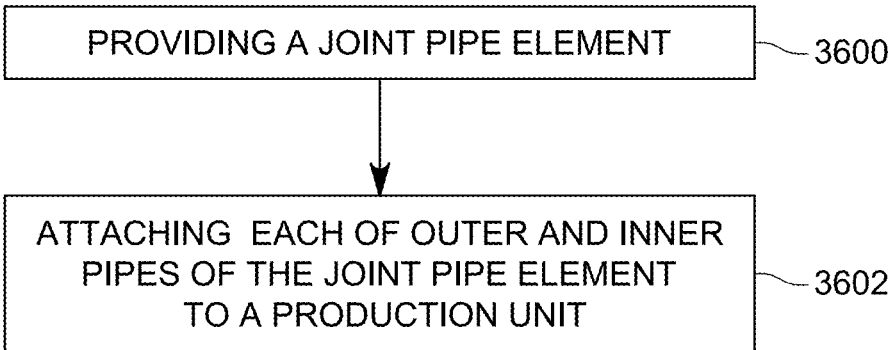 PROVIDING A JOINT PIPE ELEMENT
3600
ATTACHING EACH OF OUTER AND INNER
PIPES OF THE JOINT PIPE ELEMENT
TO A PRODUCTION UNIT
3602